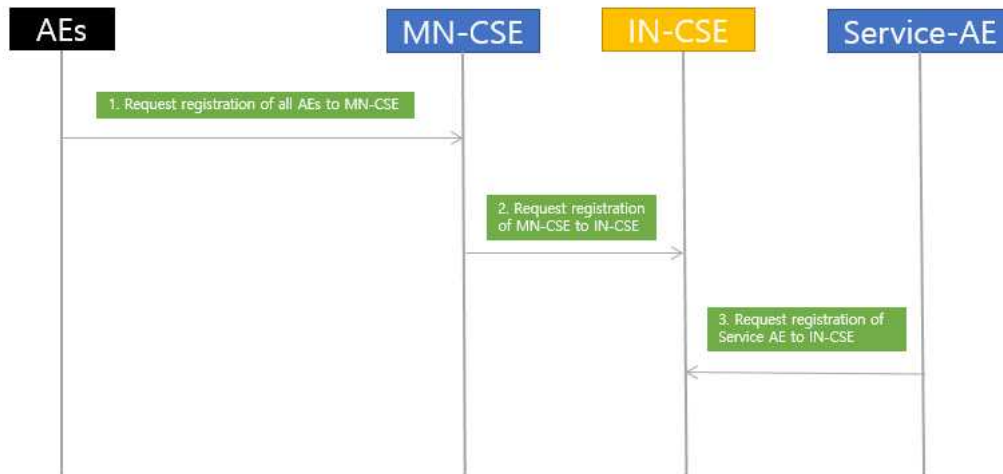 AEs
MN-CSE
IN-CSE
Service-AE
1. Request registration of all AEs to MN-CSE
2. Request registration
of MN-CSE to IN-CSE
3. Request registration of
Service AE to IN-CSE